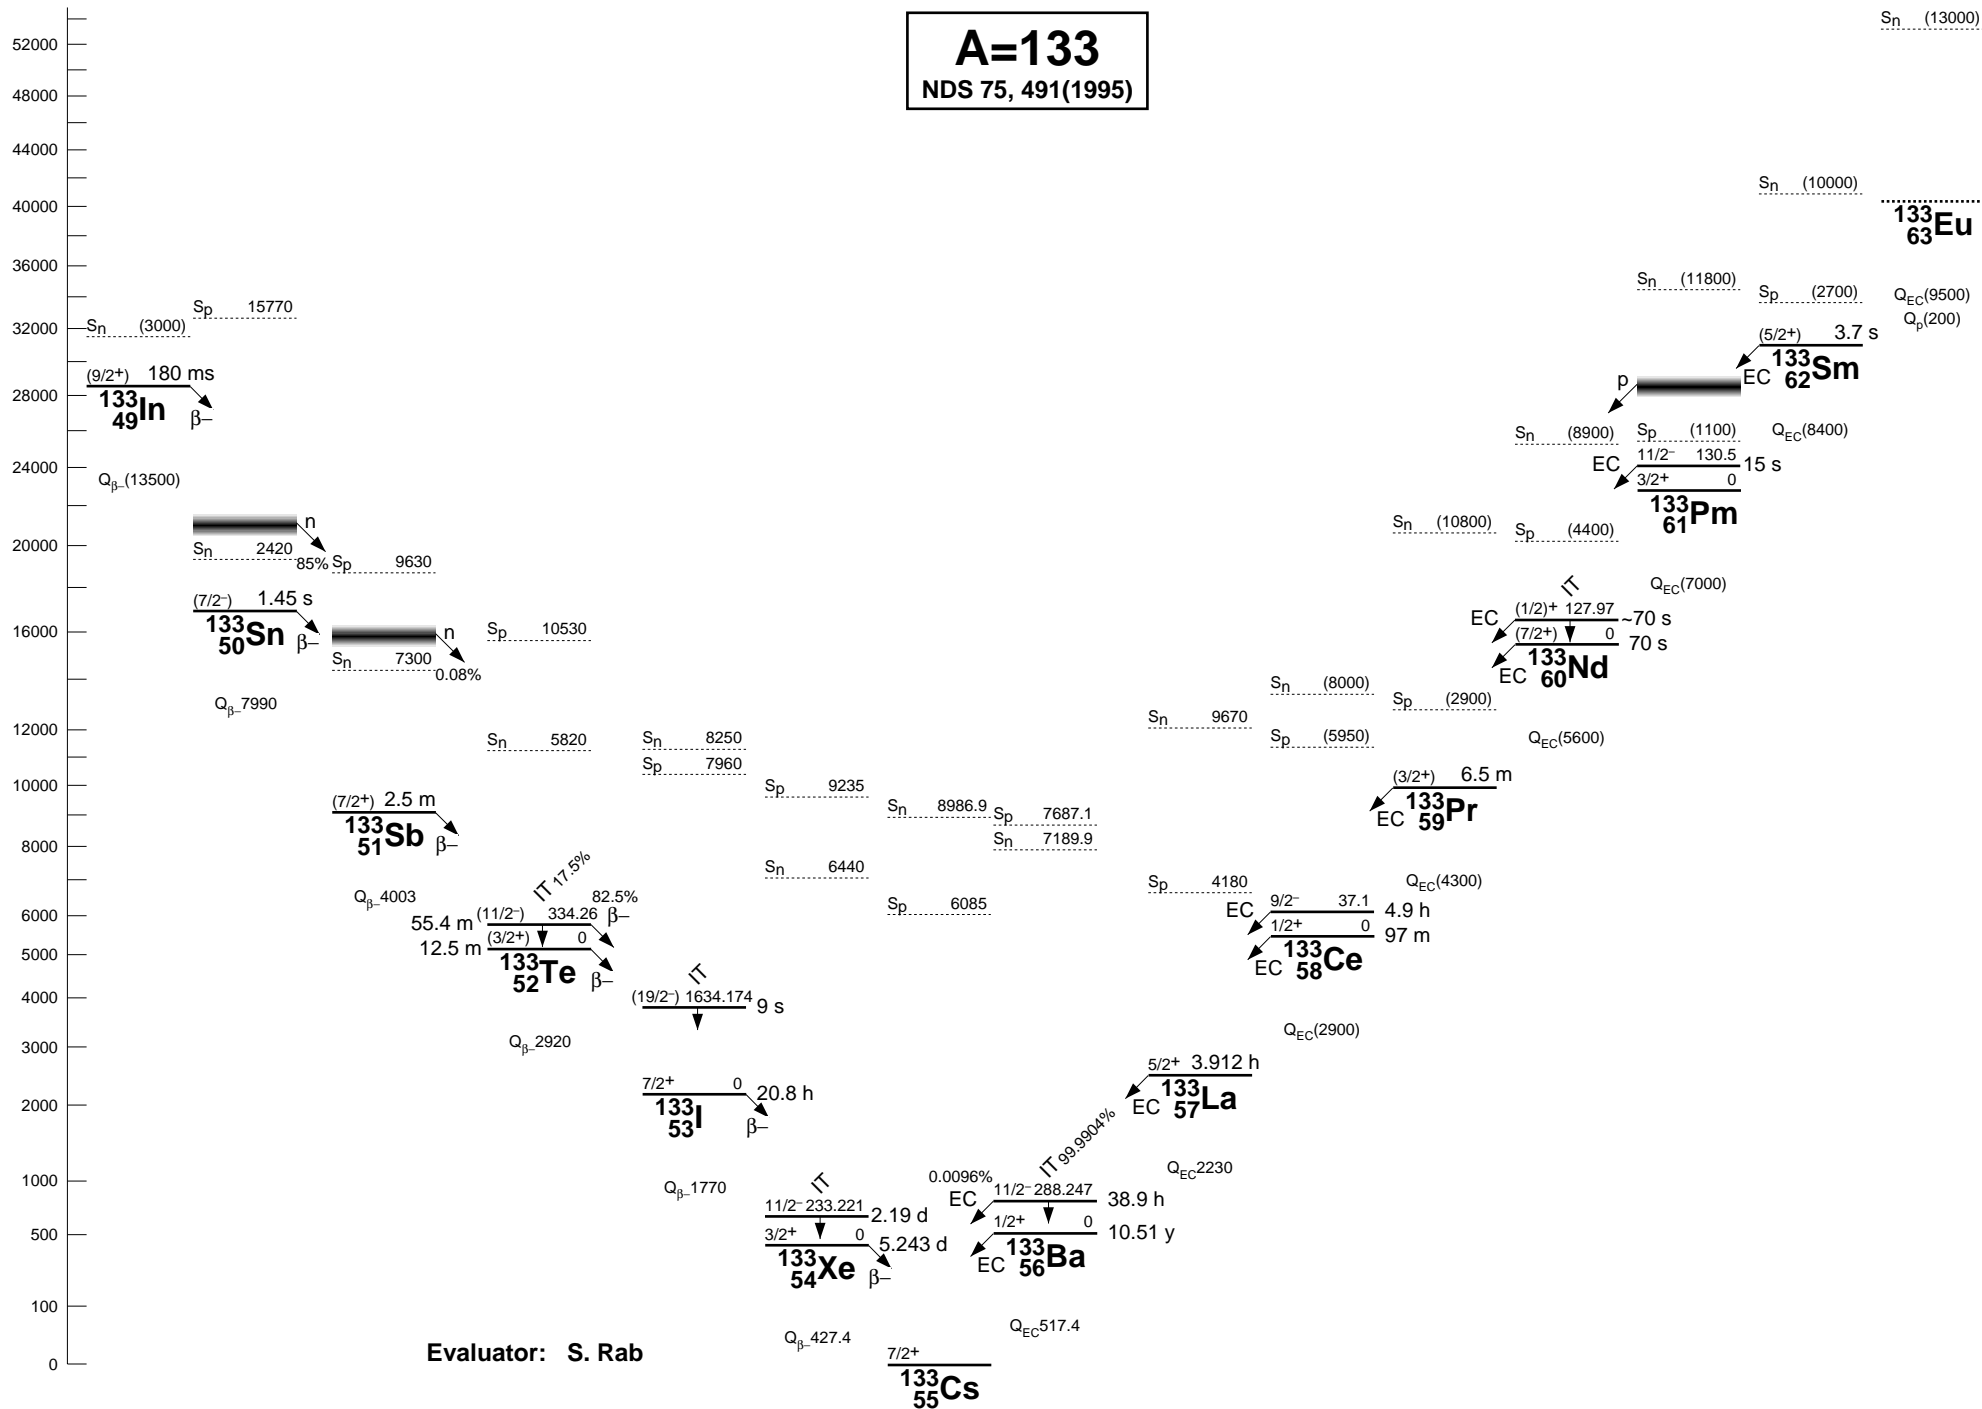 A=133
NDS 75, 491(1995)
52000
48000
44000
40000
36000
32000
28000
24000
20000
16000
12000
10000
8000
6000
5000
4000
3000
2000
1000
500
100
0
Sn (3000)
(9/2+) 180 ms
133
49In
β−
Qβ−(13500)
Sp 15770
n
Sn 2420
85%
(7/2−) 1.45 s
133
50Sn
β−
Qβ−7990
Sp 9630
n
Sn 7300
0.08%
(7/2+) 2.5 m
133
51Sb
β−
Qβ−4003
Sp 10530
Sn 5820
IT 17.5%
82.5%
55.4 m (11/2−) 334.26 β−
12.5 m (3/2+) 0
133
52Te
β−
Qβ−2920
Sn 8250
Sp 7960
IT
(19/2−) 1634.174 9 s
7/2+ 0 20.8 h
133
53I
β−
Qβ−1770
Sp 9235
Sn 6440
IT
11/2− 233.221 2.19 d
3/2+ 0 5.243 d
133
54Xe
β−
Qβ−427.4
Sn 8986.9
Sp 6085
7/2+
133
55Cs
Sp 7687.1
Sn 7189.9
IT 99.9904%
0.0096%
EC 11/2− 288.247 38.9 h
1/2+ 0 10.51 y
EC
133
56Ba
QEC517.4
Sn 9670
Sp 4180
5/2+ 3.912 h
EC
133
57La
QEC2230
Sn (8000)
Sp (5950)
EC 9/2− 37.1 4.9 h
1/2+ 0 97 m
EC
133
58Ce
QEC(2900)
Sn (10800)
Sp (2900)
(3/2+) 6.5 m
EC
133
59Pr
QEC(4300)
Sn (8900)
Sp (4400)
IT
EC (1/2)+ 127.97 ~70 s
(7/2+) 0 70 s
EC
133
60Nd
QEC(5600)
Sn (11800)
p
Sp (1100)
EC 11/2− 130.5 15 s
3/2+ 0
133
61Pm
QEC(7000)
Sn (10000)
Sp (2700)
(5/2+) 3.7 s
EC
133
62Sm
QEC(8400)
Sn (13000)
133
63Eu
QEC(9500)
Qp(200)
Evaluator: S. Rab